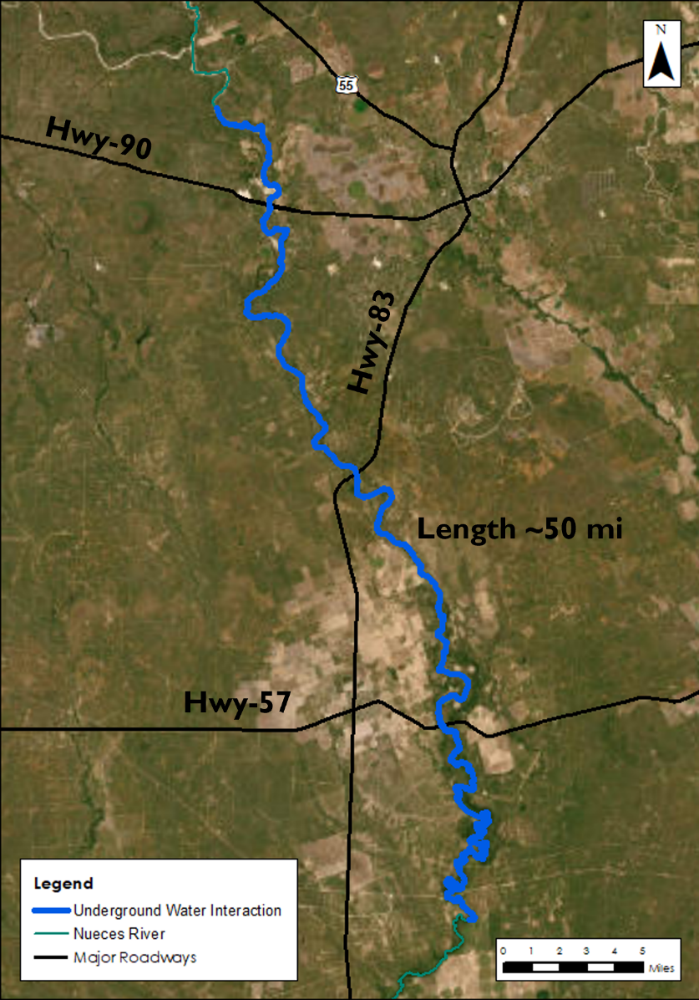 N
55
Hwy-90
Hwy-83
Length ~50 mi
Hwy-57
Legend
Underground Water Interaction
Nueces River
Major Roadways
0 1 2 3 4 5
Miles